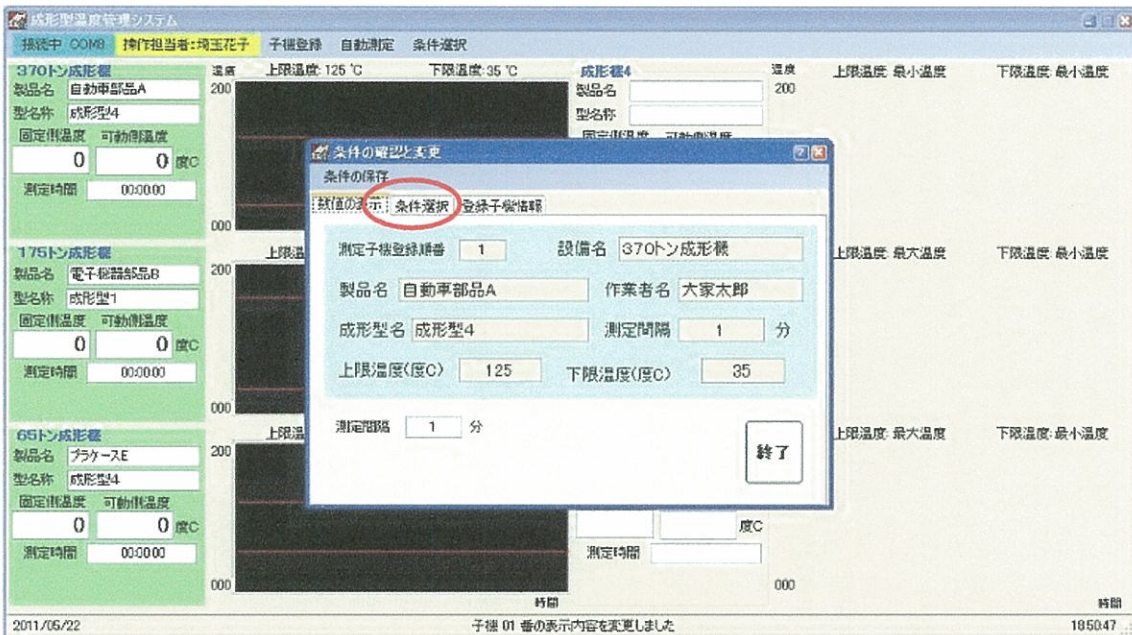 成形型温度管理システム
接続中 COM8 操作担当者:埼玉花子 子機登録 自動測定 条件選択
370トン成形機
製品名 自動車部品A
型名称 成形型4
固定側温度 可動側温度
0 0 度C
測定時間 00:00:00
温度 上限温度:125 ℃ 下限温度:35 ℃
200
000
成形機4
製品名
型名称
固定側温度 可動側温度
温度 上限温度:最小温度 下限温度:最小温度
200
175トン成形機
製品名 電子機器部品B
型名称 成形型1
固定側温度 可動側温度
0 0 度C
測定時間 00:00:00
上限温
200
000
上限温度:最大温度 下限温度:最小温度
65トン成形機
製品名 プラケースE
型名称 成形型4
固定側温度 可動側温度
0 0 度C
測定時間 00:00:00
上限温
200
000
時間
上限温度:最大温度 下限温度:最小温度
度C
測定時間
000
時間
条件の確認と変更
条件の保存
数値の表示 条件選択 登録子機情報
測定子機登録順番 1 設備名 370トン成形機
製品名 自動車部品A 作業者名 大家太郎
成形型名 成形型4 測定間隔 1 分
上限温度(度C) 125 下限温度(度C) 35
測定間隔 1 分
終了
2011/05/22 子機 01 番の表示内容を変更しました 18:50:47